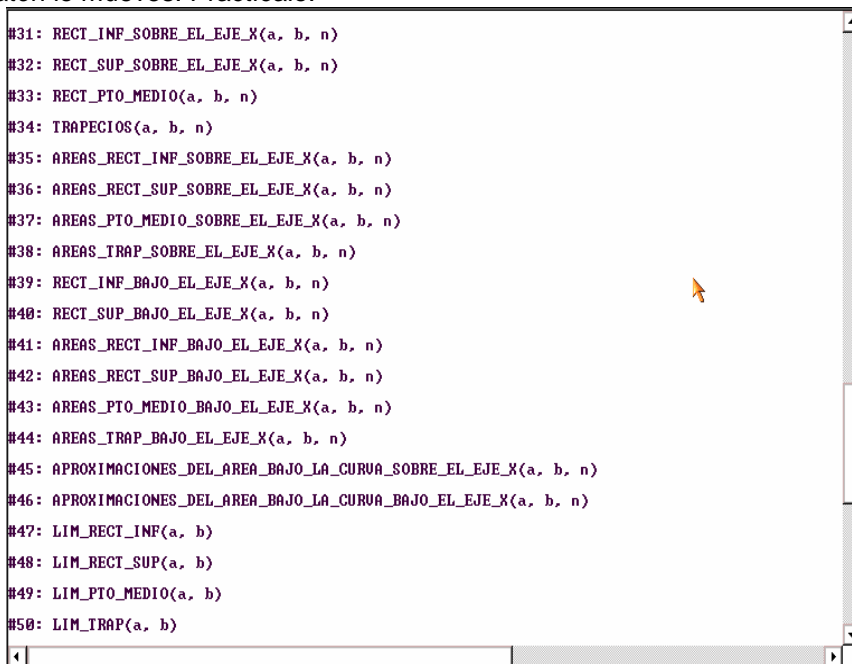 #31: RECT_INF_SOBRE_EL_EJE_X(a, b, n)
#32: RECT_SUP_SOBRE_EL_EJE_X(a, b, n)
#33: RECT_PTO_MEDIO(a, b, n)
#34: TRAPECIOS(a, b, n)
#35: AREAS_RECT_INF_SOBRE_EL_EJE_X(a, b, n)
#36: AREAS_RECT_SUP_SOBRE_EL_EJE_X(a, b, n)
#37: AREAS_PTO_MEDIO_SOBRE_EL_EJE_X(a, b, n)
#38: AREAS_TRAP_SOBRE_EL_EJE_X(a, b, n)
#39: RECT_INF_BAJO_EL_EJE_X(a, b, n)
#40: RECT_SUP_BAJO_EL_EJE_X(a, b, n)
#41: AREAS_RECT_INF_BAJO_EL_EJE_X(a, b, n)
#42: AREAS_RECT_SUP_BAJO_EL_EJE_X(a, b, n)
#43: AREAS_PTO_MEDIO_BAJO_EL_EJE_X(a, b, n)
#44: AREAS_TRAP_BAJO_EL_EJE_X(a, b, n)
#45: APROXIMACIONES_DEL_AREA_BAJO_LA_CURVA_SOBRE_EL_EJE_X(a, b, n)
#46: APROXIMACIONES_DEL_AREA_BAJO_LA_CURVA_BAJO_EL_EJE_X(a, b, n)
#47: LIM_RECT_INF(a, b)
#48: LIM_RECT_SUP(a, b)
#49: LIM_PTO_MEDIO(a, b)
#50: LIM_TRAP(a, b)